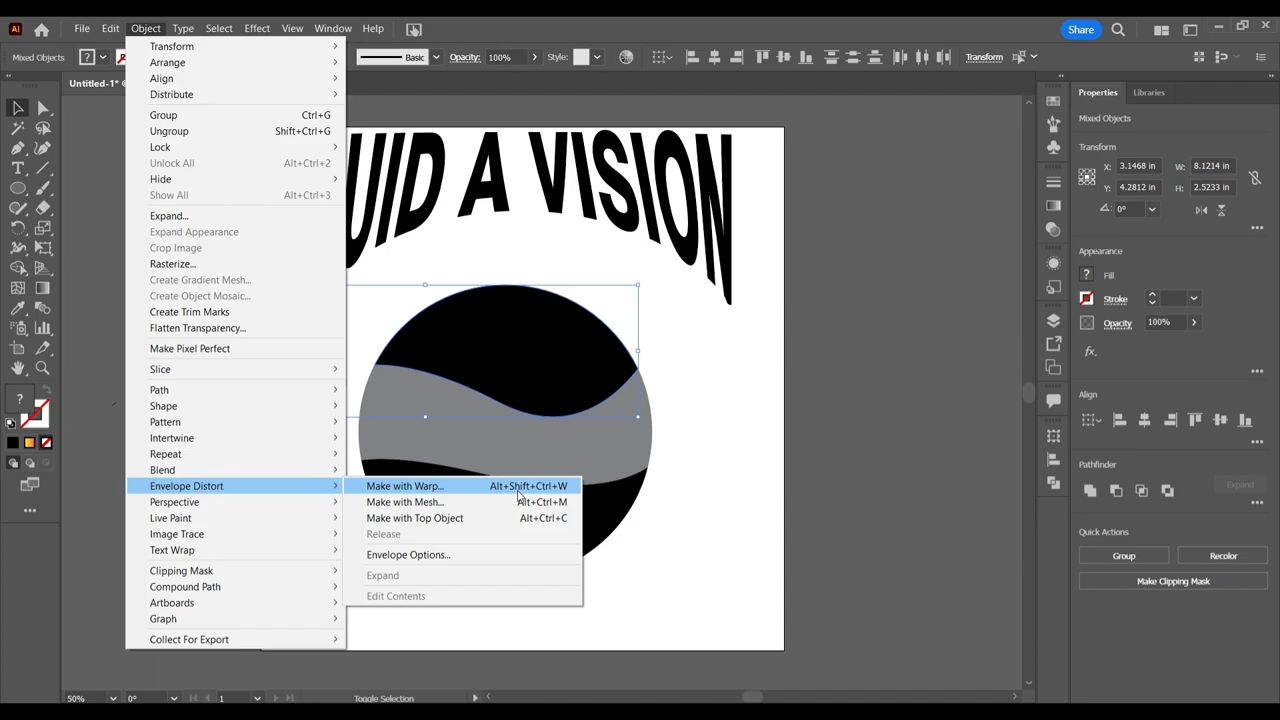 Ai File Edit Object Type Select Effect View Window Help Share
Mixed Objects ? Basic Opacity: 100% Style: Transform
Untitled-1*
Transform
Arrange
Align
Distribute
Group Ctrl+G
Ungroup Shift+Ctrl+G
Lock
Unlock All Alt+Ctrl+2
Hide
Show All Alt+Ctrl+3
Expand...
Expand Appearance
Crop Image
Rasterize...
Create Gradient Mesh...
Create Object Mosaic...
Create Trim Marks
Flatten Transparency...
Make Pixel Perfect
Slice
Path
Shape
Pattern
Intertwine
Repeat
Blend
Envelope Distort
Perspective
Live Paint
Image Trace
Text Wrap
Clipping Mask
Compound Path
Artboards
Graph
Collect For Export
Make with Warp... Alt+Shift+Ctrl+W
Make with Mesh... Alt+Ctrl+M
Make with Top Object Alt+Ctrl+C
Release
Envelope Options...
Expand
Edit Contents
UID A VISION
?
Properties Libraries
Mixed Objects
Transform
X: 3.1468 in W: 8.1214 in
Y: 4.2812 in H: 2.5233 in
0°
Appearance
? Fill
Stroke
Opacity 100%
fx.
Align
Pathfinder
Expand
Quick Actions
Group Recolor
Make Clipping Mask
50% 0° 1 Toggle Selection